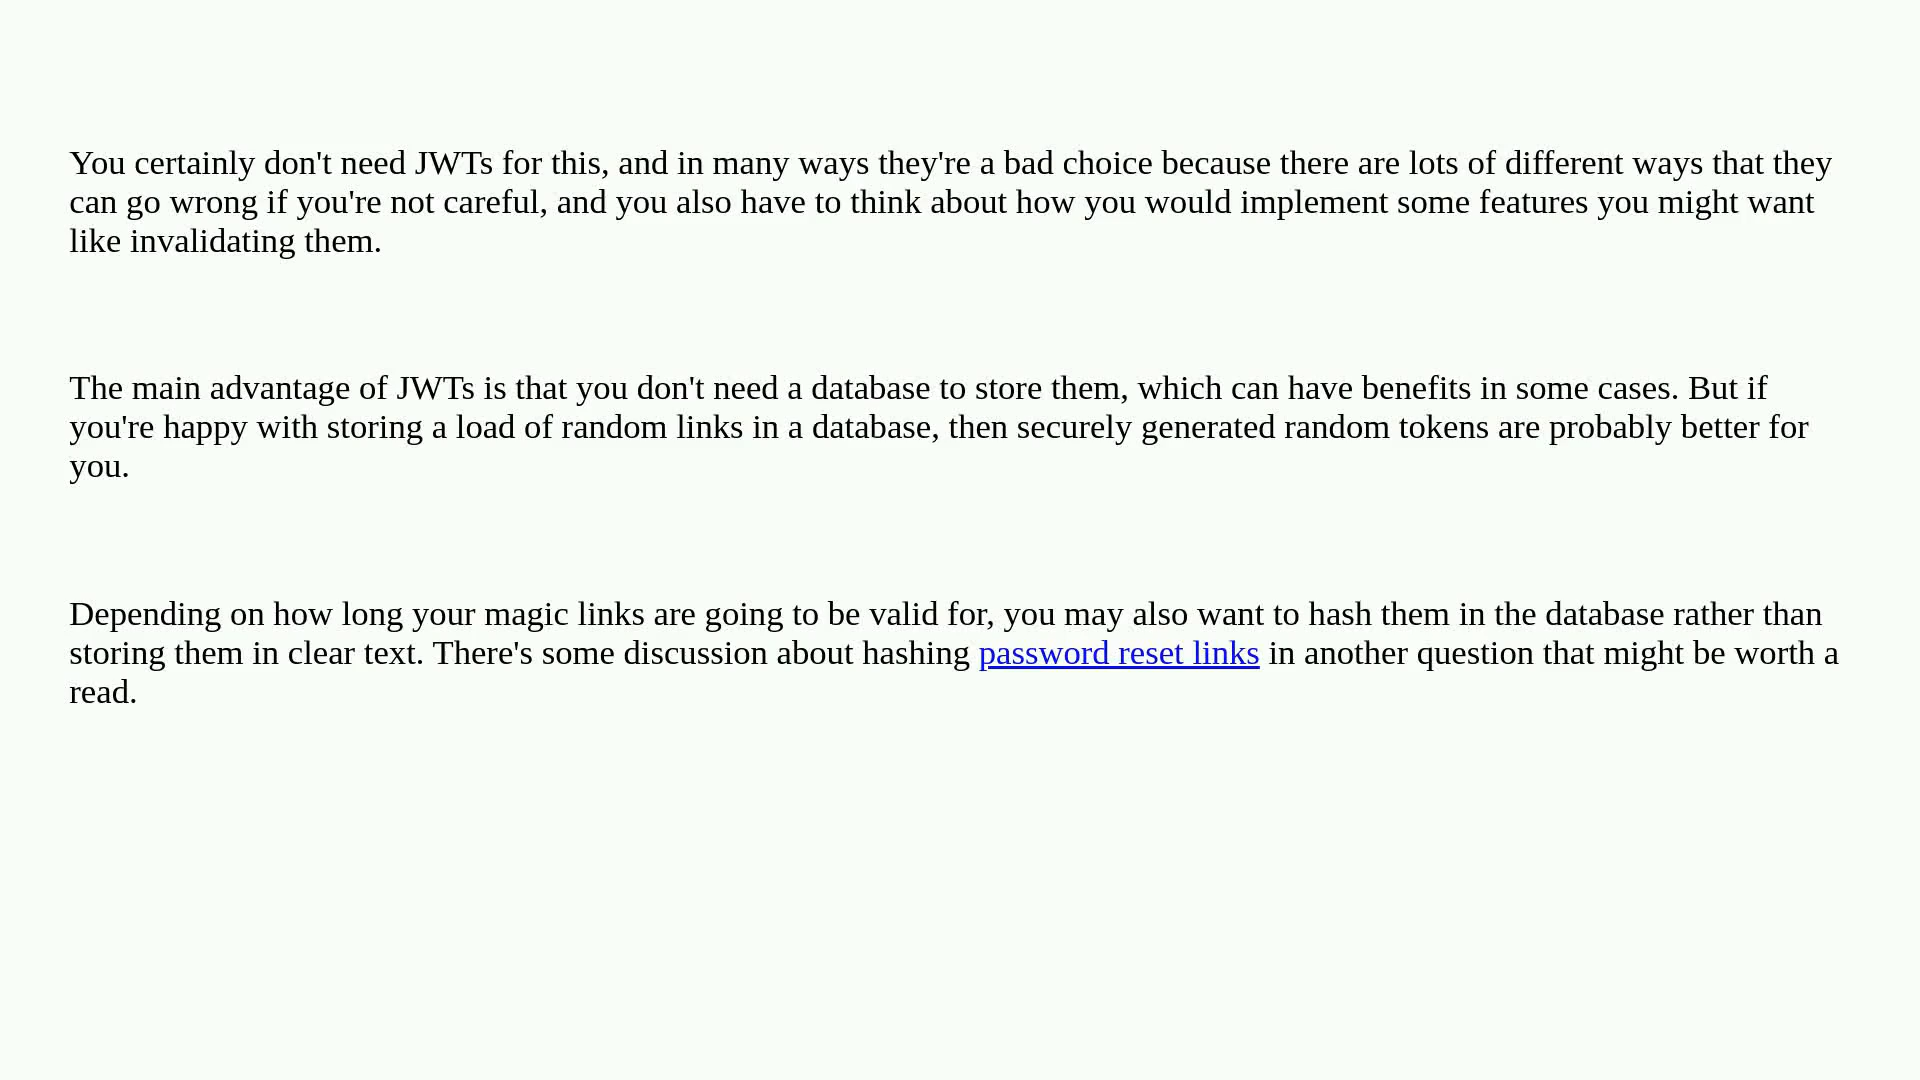 You certainly don't need JWTs for this, and in many ways they're a bad choice because there are lots of different ways that they
can go wrong if you're not careful, and you also have to think about how you would implement some features you might want
like invalidating them.
The main advantage of JWTs is that you don't need a database to store them, which can have benefits in some cases. But if
you're happy with storing a load of random links in a database, then securely generated random tokens are probably better for
you.
Depending on how long your magic links are going to be valid for, you may also want to hash them in the database rather than
storing them in clear text. There's some discussion about hashing password reset links in another question that might be worth a
read.